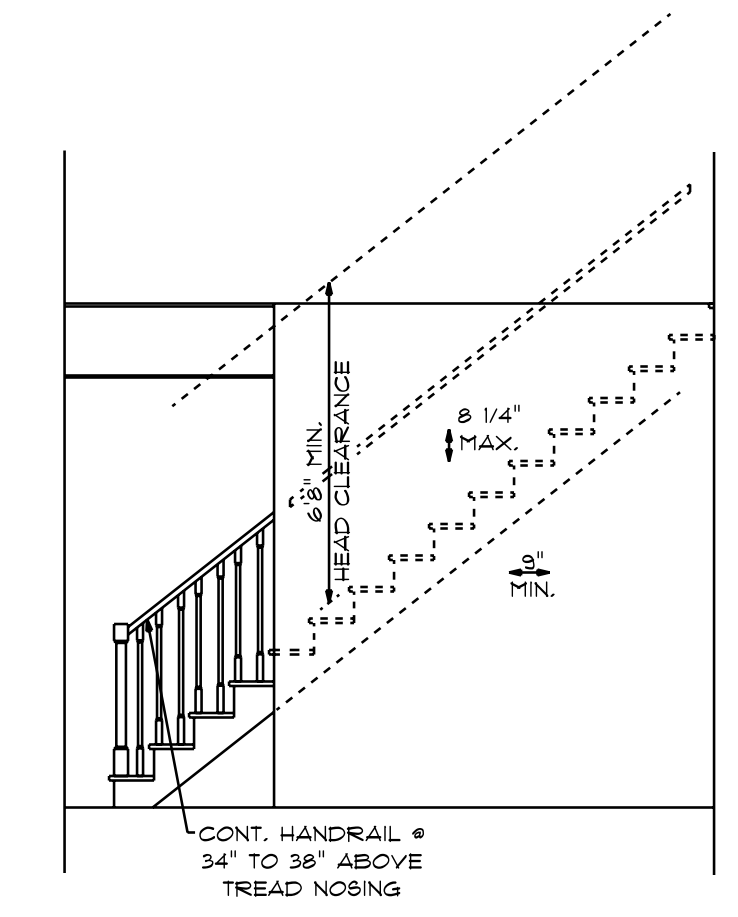 6'8" MIN.
HEAD CLEARANCE
8 1/4"
MAX.
9"
MIN.
CONT. HANDRAIL @
34" TO 38" ABOVE
TREAD NOSING